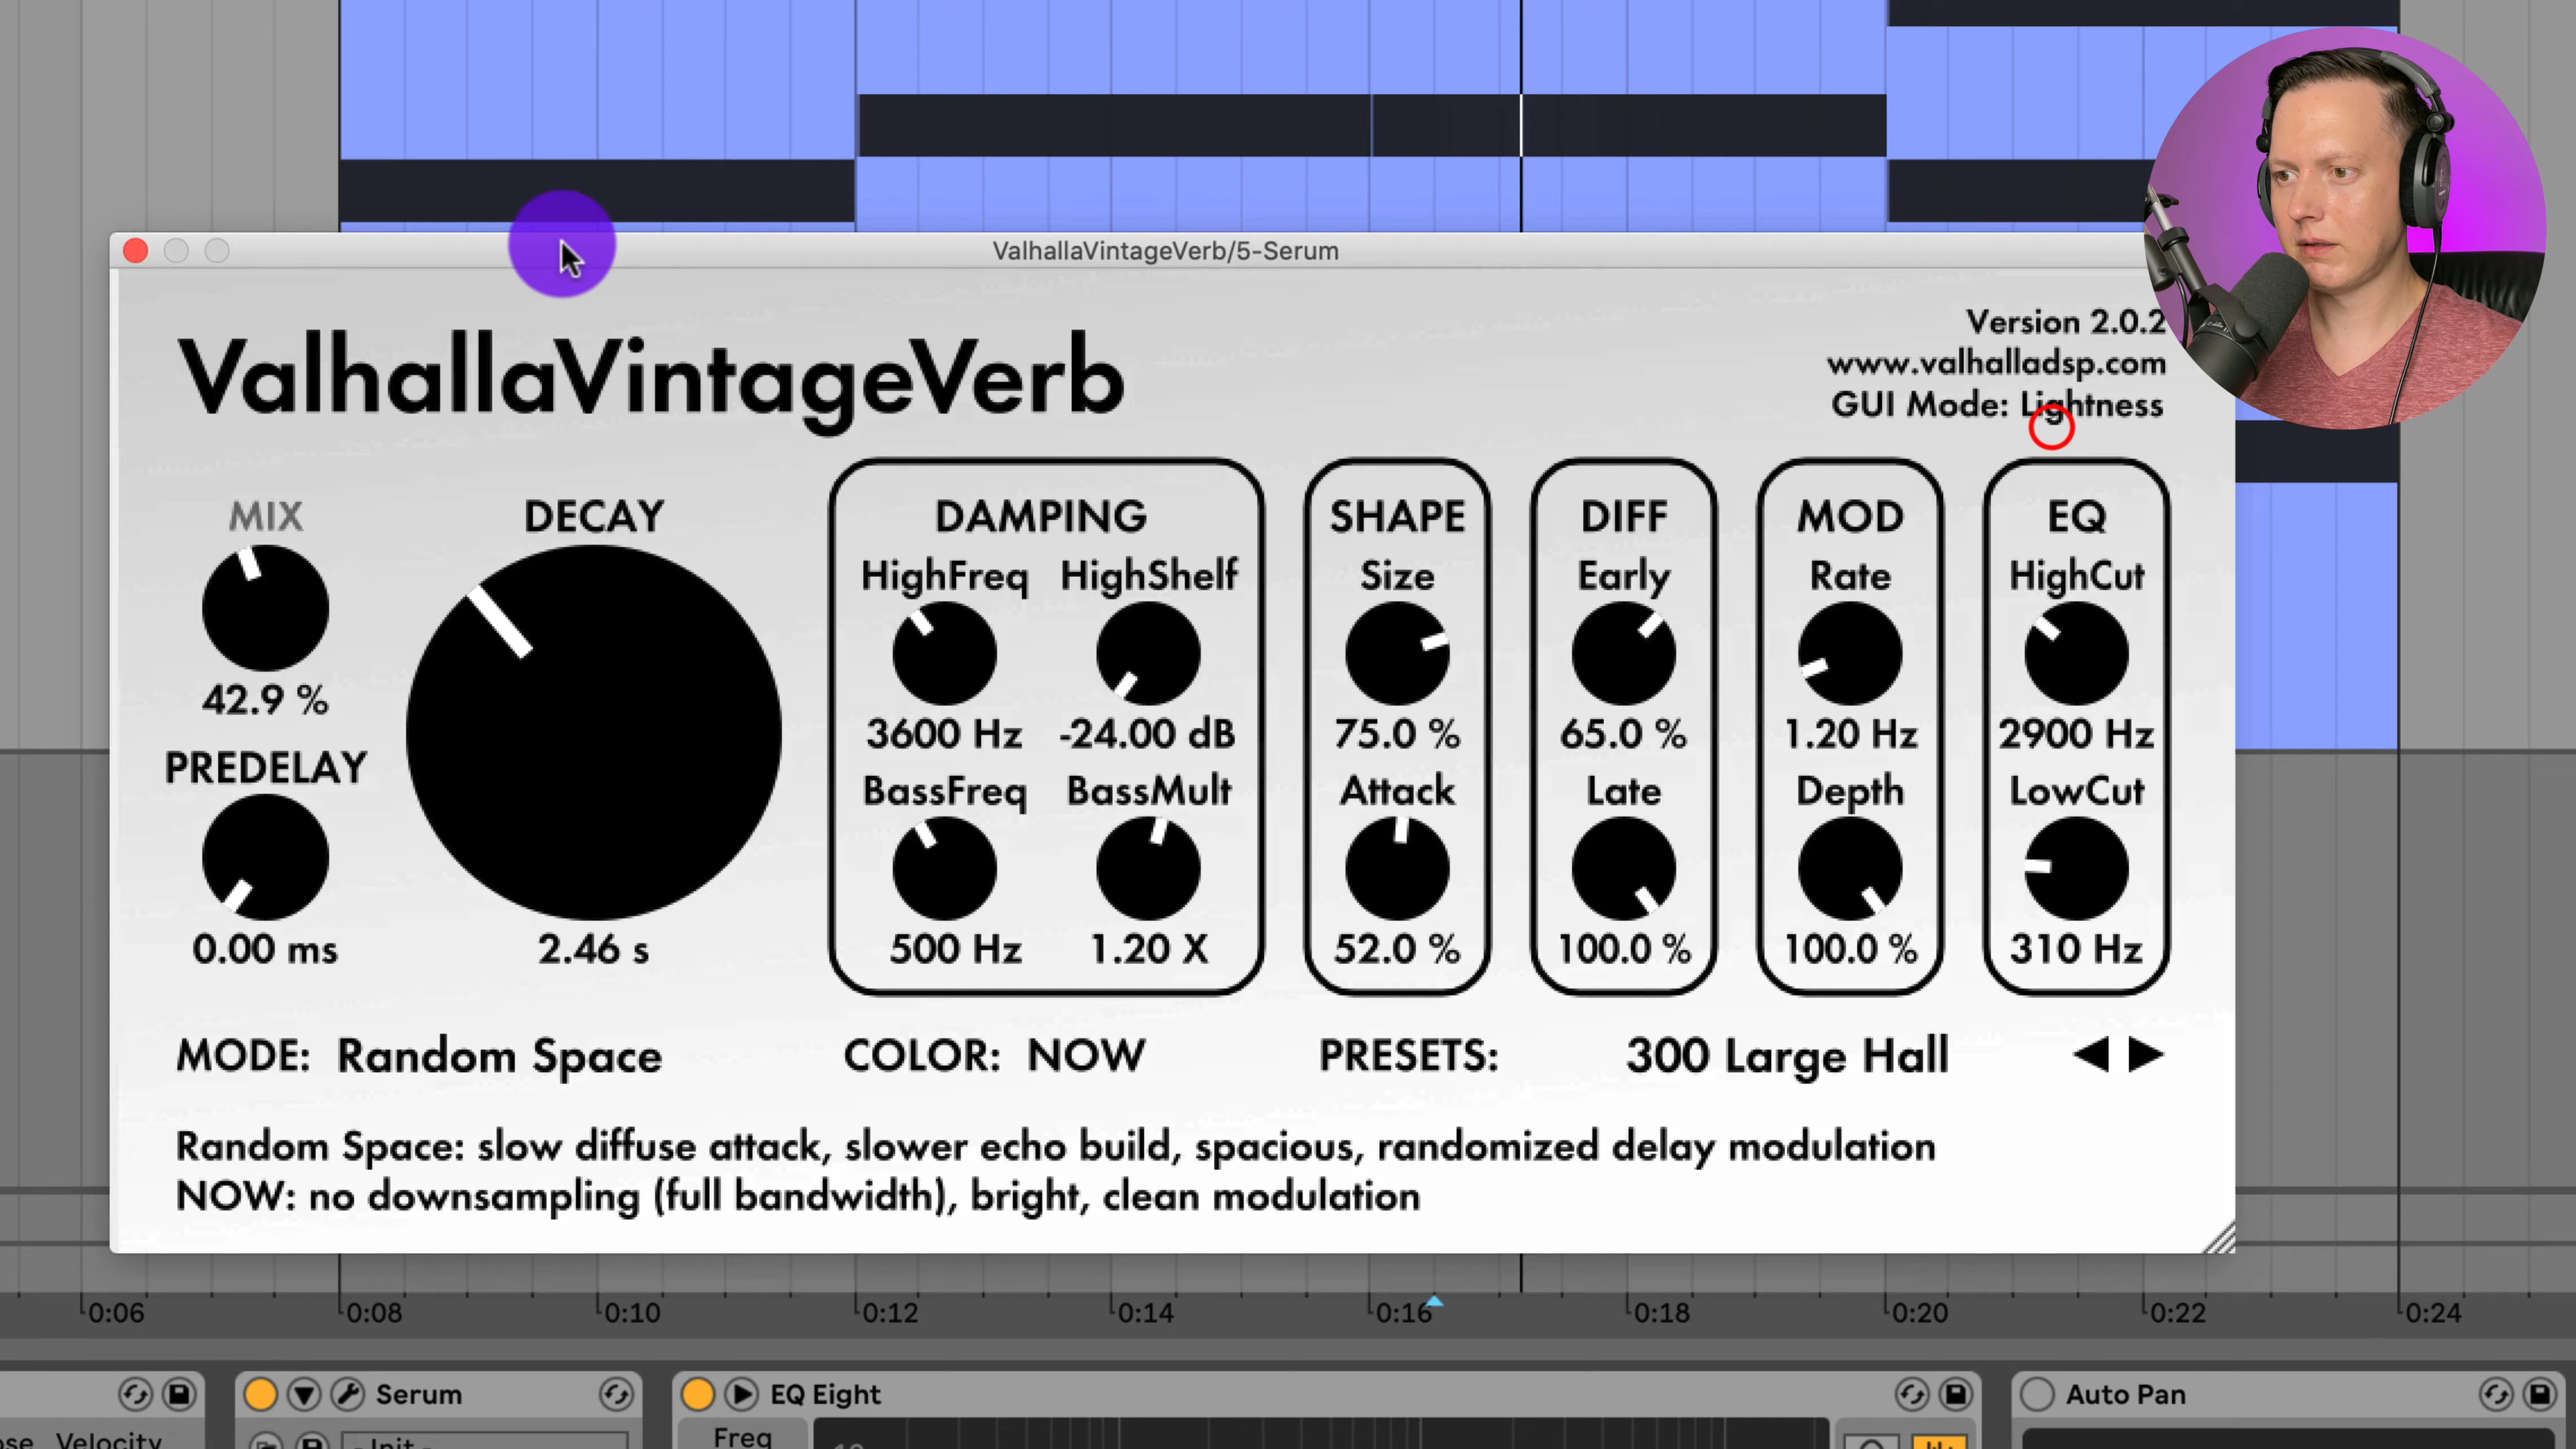 ValhallaVintageVerb/5-Serum
ValhallaVintageVerb
Version 2.0.2
www.valhalladsp.com
GUI Mode: Lightness
MIX
DECAY
DAMPING
SHAPE
DIFF
MOD
EQ
HighFreq
HighShelf
Size
Early
Rate
HighCut
42.9 %
3600 Hz
-24.00 dB
75.0 %
65.0 %
1.20 Hz
2900 Hz
PREDELAY
BassFreq
BassMult
Attack
Late
Depth
LowCut
0.00 ms
2.46 s
500 Hz
1.20 X
52.0 %
100.0 %
100.0 %
310 Hz
MODE: Random Space
COLOR: NOW
PRESETS: 300 Large Hall
Random Space: slow diffuse attack, slower echo build, spacious, randomized delay modulation
NOW: no downsampling (full bandwidth), bright, clean modulation
0:06 0:08 0:10 0:12 0:14 0:16 0:18 0:20 0:22 0:24
Serum
EQ Eight
Auto Pan
Velocity
Freq